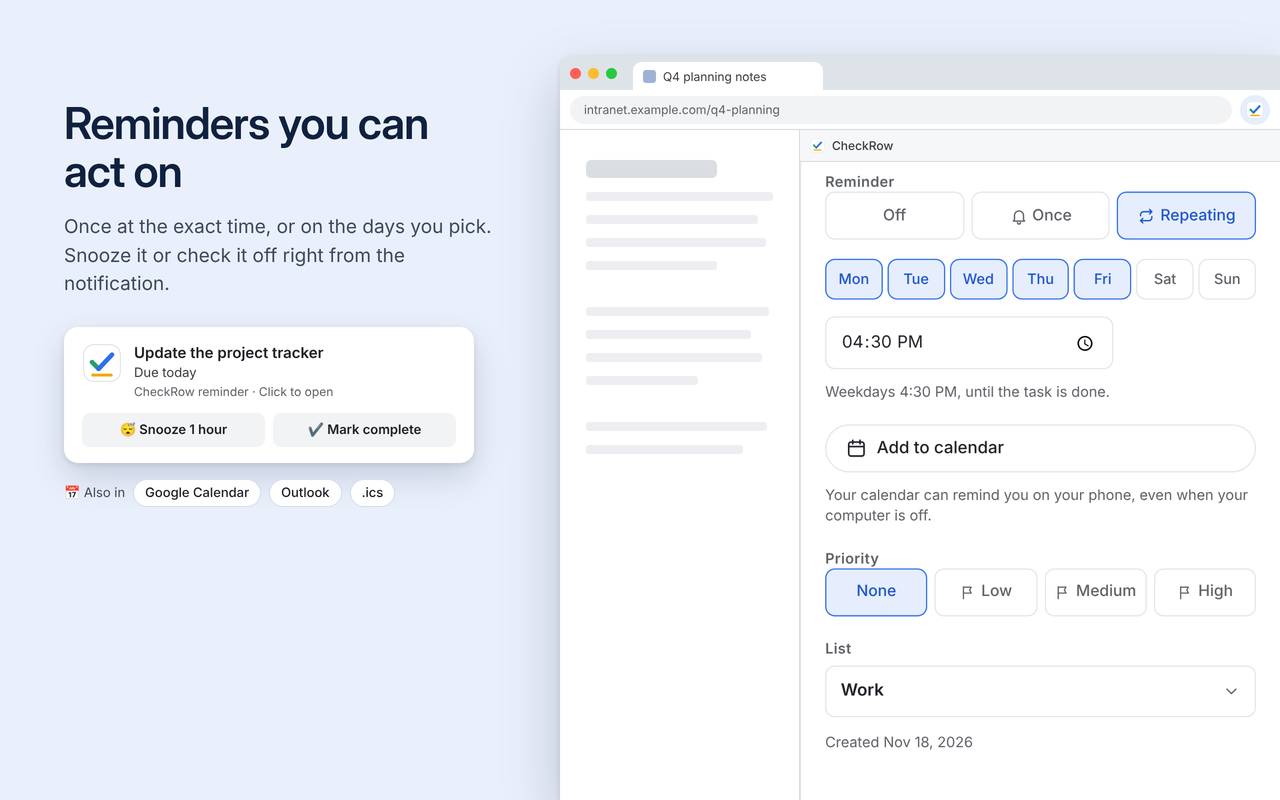 Reminders you can
act on
Once at the exact time, or on the days you pick.
Snooze it or check it off right from the
notification.
Update the project tracker
Due today
CheckRow reminder · Click to open
😴 Snooze 1 hour
✔️ Mark complete
📅 Also in
Google Calendar
Outlook
.ics
Q4 planning notes
intranet.example.com/q4-planning
CheckRow
Reminder
Off
Once
Repeating
Mon
Tue
Wed
Thu
Fri
Sat
Sun
04:30 PM
Weekdays 4:30 PM, until the task is done.
Add to calendar
Your calendar can remind you on your phone, even when your
computer is off.
Priority
None
Low
Medium
High
List
Work
Created Nov 18, 2026